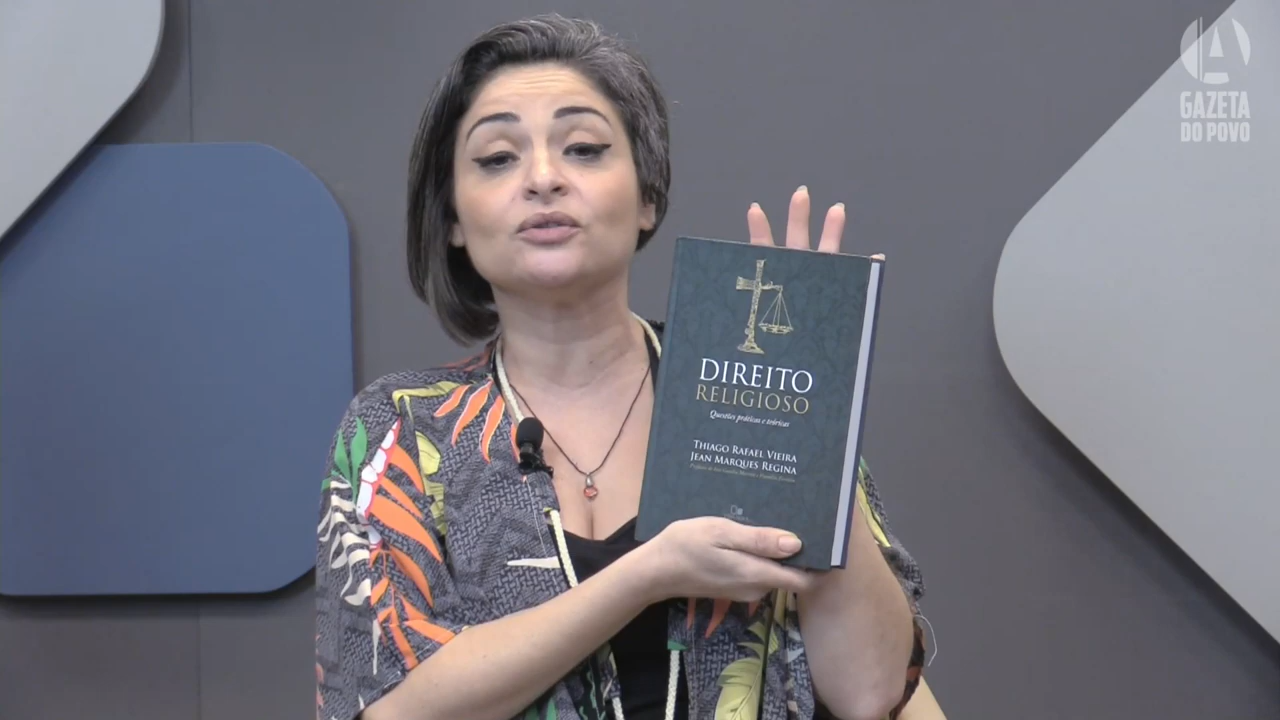 GAZETA
DO POVO
DIREITO
RELIGIOSO
Questões práticas e teóricas
THIAGO RAFAEL VIEIRA
JEAN MARQUES REGINA